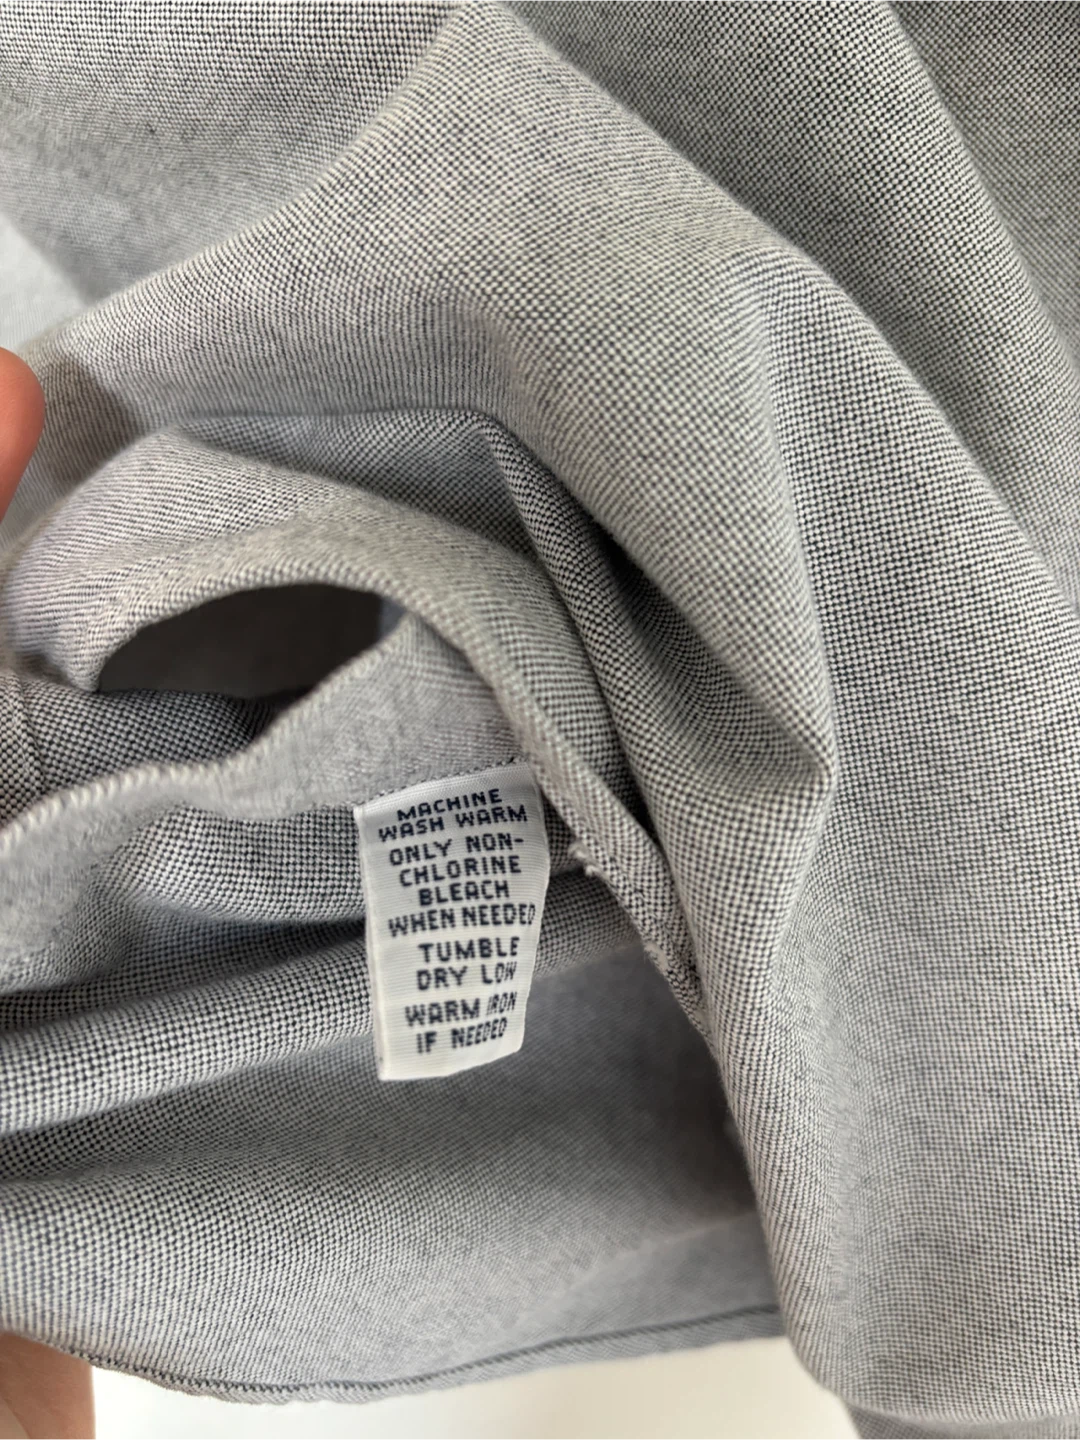 MACHINE
WASH WARM
ONLY NON-
CHLORINE
BLEACH
WHEN NEEDED
TUMBLE
DRY LOW
WARM IRON
IF NEEDED